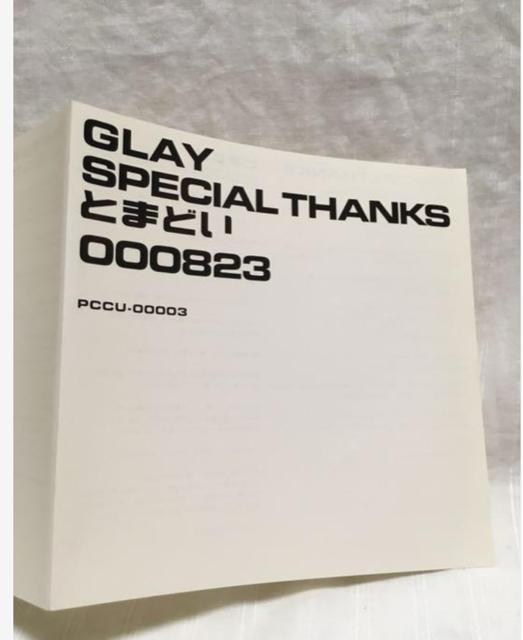 GLAY
SPECIAL THANKS
とまどい
000823
PCCU-00003